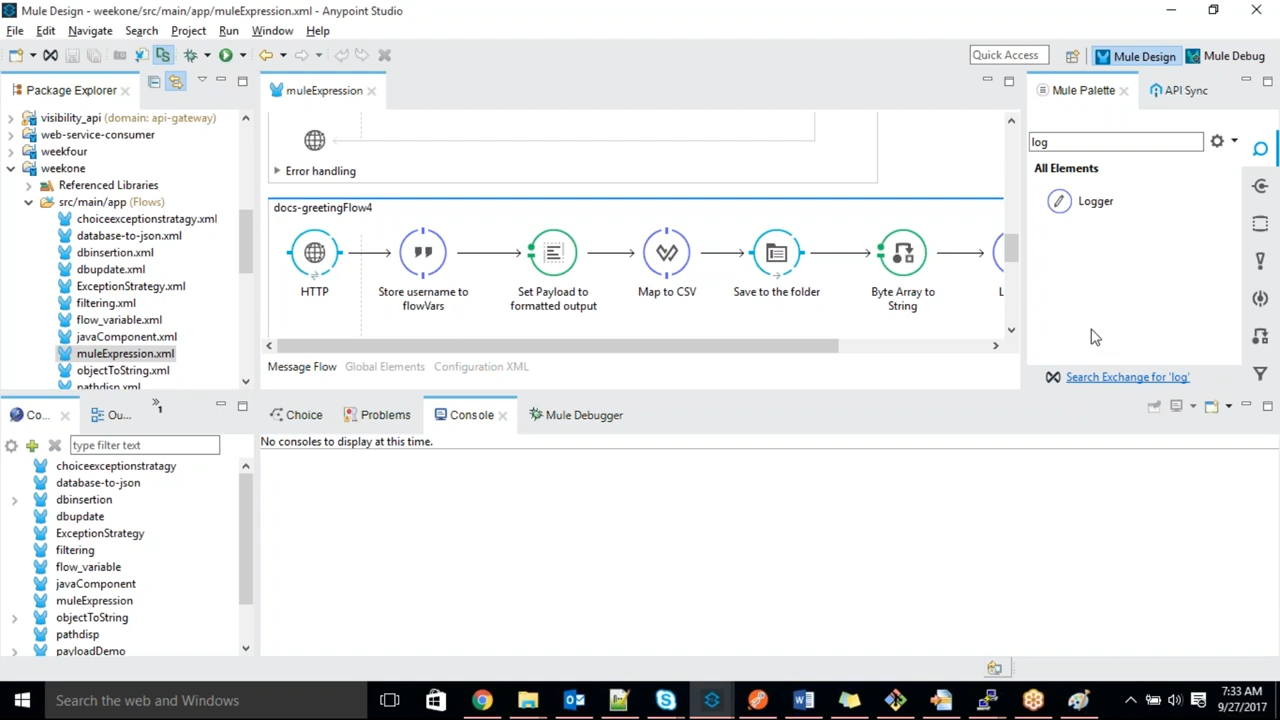 Mule Design - weekone/src/main/app/muleExpression.xml - Anypoint Studio
File Edit Navigate Search Project Run Window Help
Quick Access
Mule Design
Mule Debug
Package Explorer
visibility_api (domain: api-gateway)
web-service-consumer
weekfour
weekone
Referenced Libraries
src/main/app (Flows)
choiceexceptionstratagy.xml
database-to-json.xml
dbinsertion.xml
dbupdate.xml
ExceptionStrategy.xml
filtering.xml
flow_variable.xml
javaComponent.xml
muleExpression.xml
objectToString.xml
pathdisp.xml
muleExpression
Error handling
docs-greetingFlow4
HTTP
Store username to
flowVars
Set Payload to
formatted output
Map to CSV
Save to the folder
Byte Array to
String
L
Message Flow Global Elements Configuration XML
Mule Palette
API Sync
log
All Elements
Logger
Search Exchange for 'log'
Co...
Ou...
1
type filter text
choiceexceptionstratagy
database-to-json
dbinsertion
dbupdate
ExceptionStrategy
filtering
flow_variable
javaComponent
muleExpression
objectToString
pathdisp
payloadDemo
Choice
Problems
Console
Mule Debugger
No consoles to display at this time.
Search the web and Windows
7:33 AM
9/27/2017